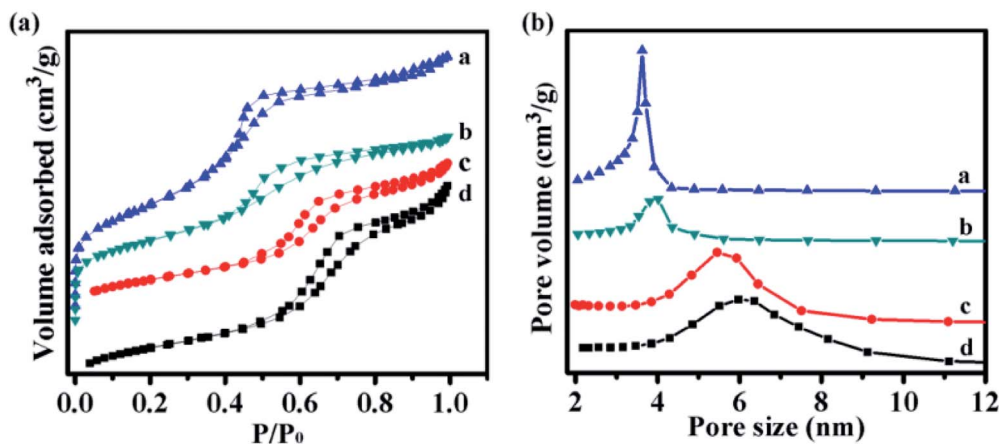 (a)
Volume adsorbed (cm³/g)
a
b
c
d
0.0 0.2 0.4 0.6 0.8 1.0
P/P₀
(b)
Pore volume (cm³/g)
a
b
c
d
2 4 6 8 10 12
Pore size (nm)